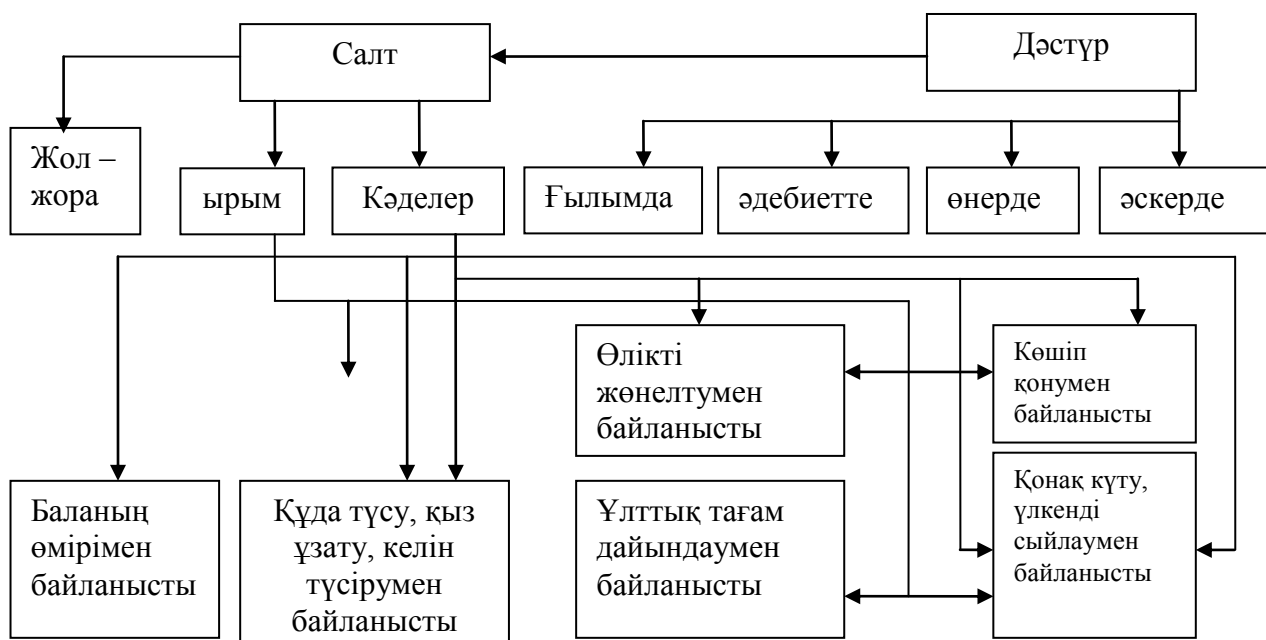 Салт
Дәстүр
Жол –
жора
ырым
Кәделер
Ғылымда
әдебиетте
өнерде
әскерде
Өлікті
жөнелтумен
байланысты
Көшіп
қонумен
байланысты
Баланың
өмірімен
байланысты
Құда түсу, қыз
ұзату, келін
түсірумен
байланысты
Ұлттық тағам
дайындаумен
байланысты
Қонақ күту,
үлкенді
сыйлаумен
байланысты